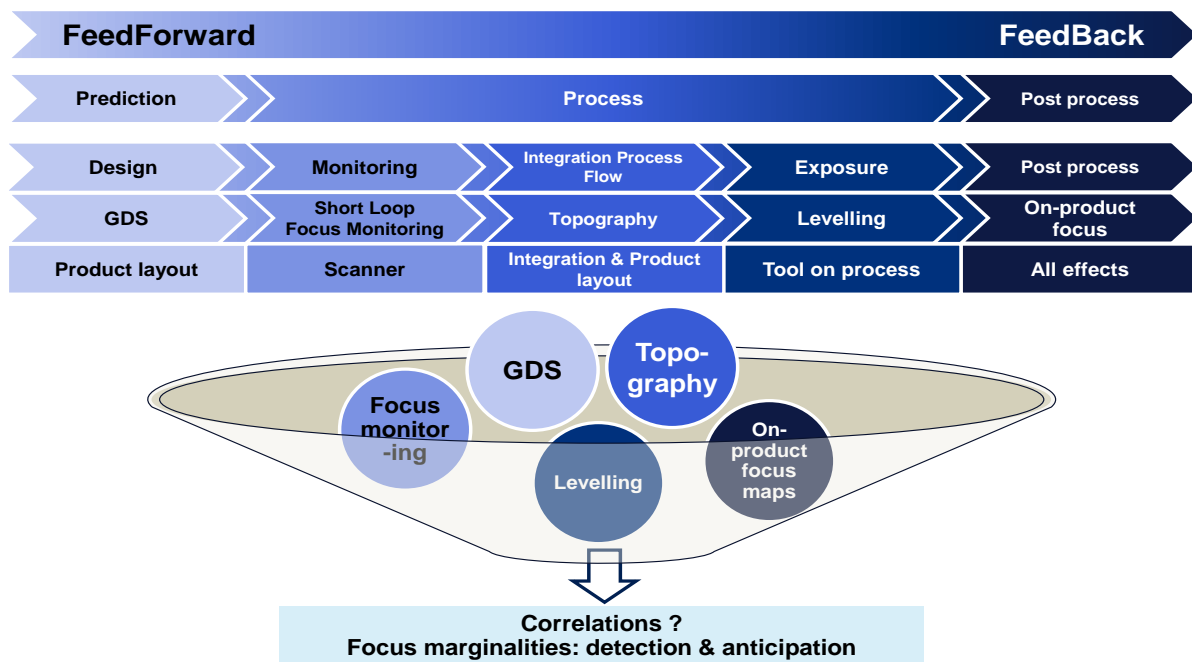 FeedForward
FeedBack
Prediction
Process
Post process
Design
Monitoring
Integration Process
Flow
Exposure
Post process
GDS
Short Loop
Focus Monitoring
Topography
Levelling
On-product
focus
Product layout
Scanner
Integration & Product
layout
Tool on process
All effects
GDS
Topo-
graphy
Focus
monitor
-ing
Levelling
On-
product
focus
maps
Correlations ?
Focus marginalities: detection & anticipation